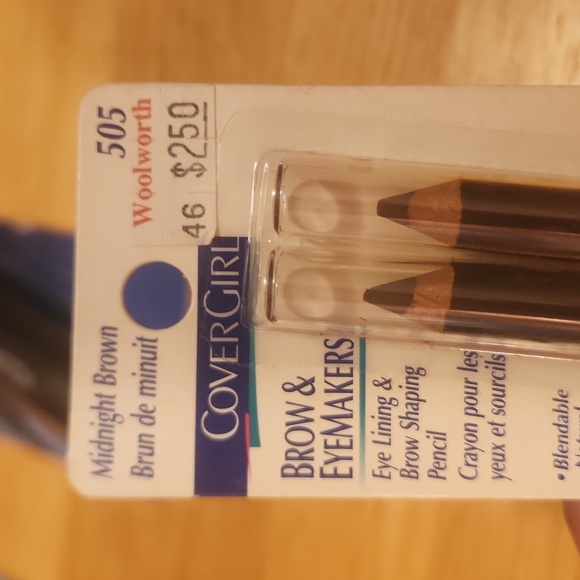 505
Woolworth
46 $250
Midnight Brown
Brun de minuit
COVERGIRL
BROW &
EYEMAKERS
Eye Lining &
Brow Shaping
Pencil
Crayon pour les
yeux et sourcils
• Blendable